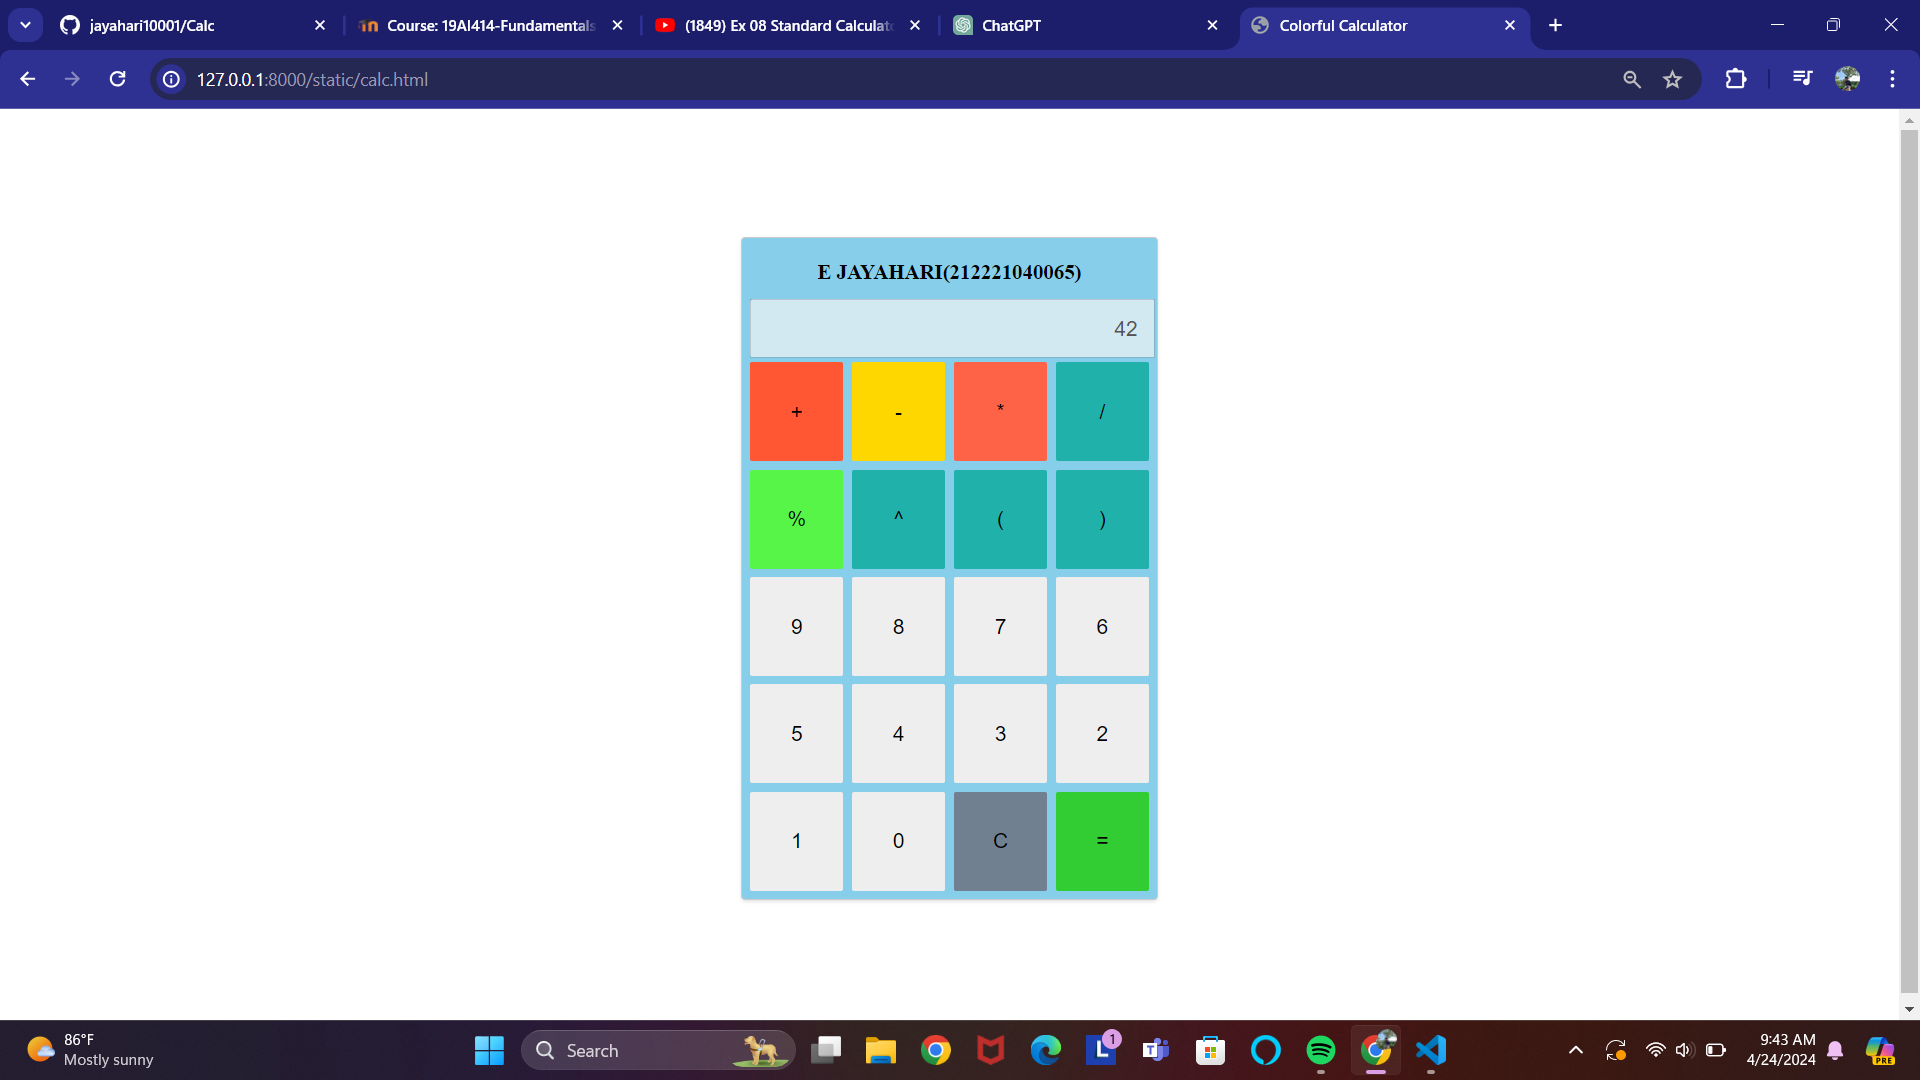 jayahari10001/Calc
Course: 19AI414-Fundamentals
(1849) Ex 08 Standard Calculat
ChatGPT
Colorful Calculator
127.0.0.1:8000/static/calc.html
E JAYAHARI(212221040065)
42
+ - * /
% ^ ( )
9 8 7 6
5 4 3 2
1 0 C =
86°F
Mostly sunny
Search
L
1
T
PRE
9:43 AM
4/24/2024